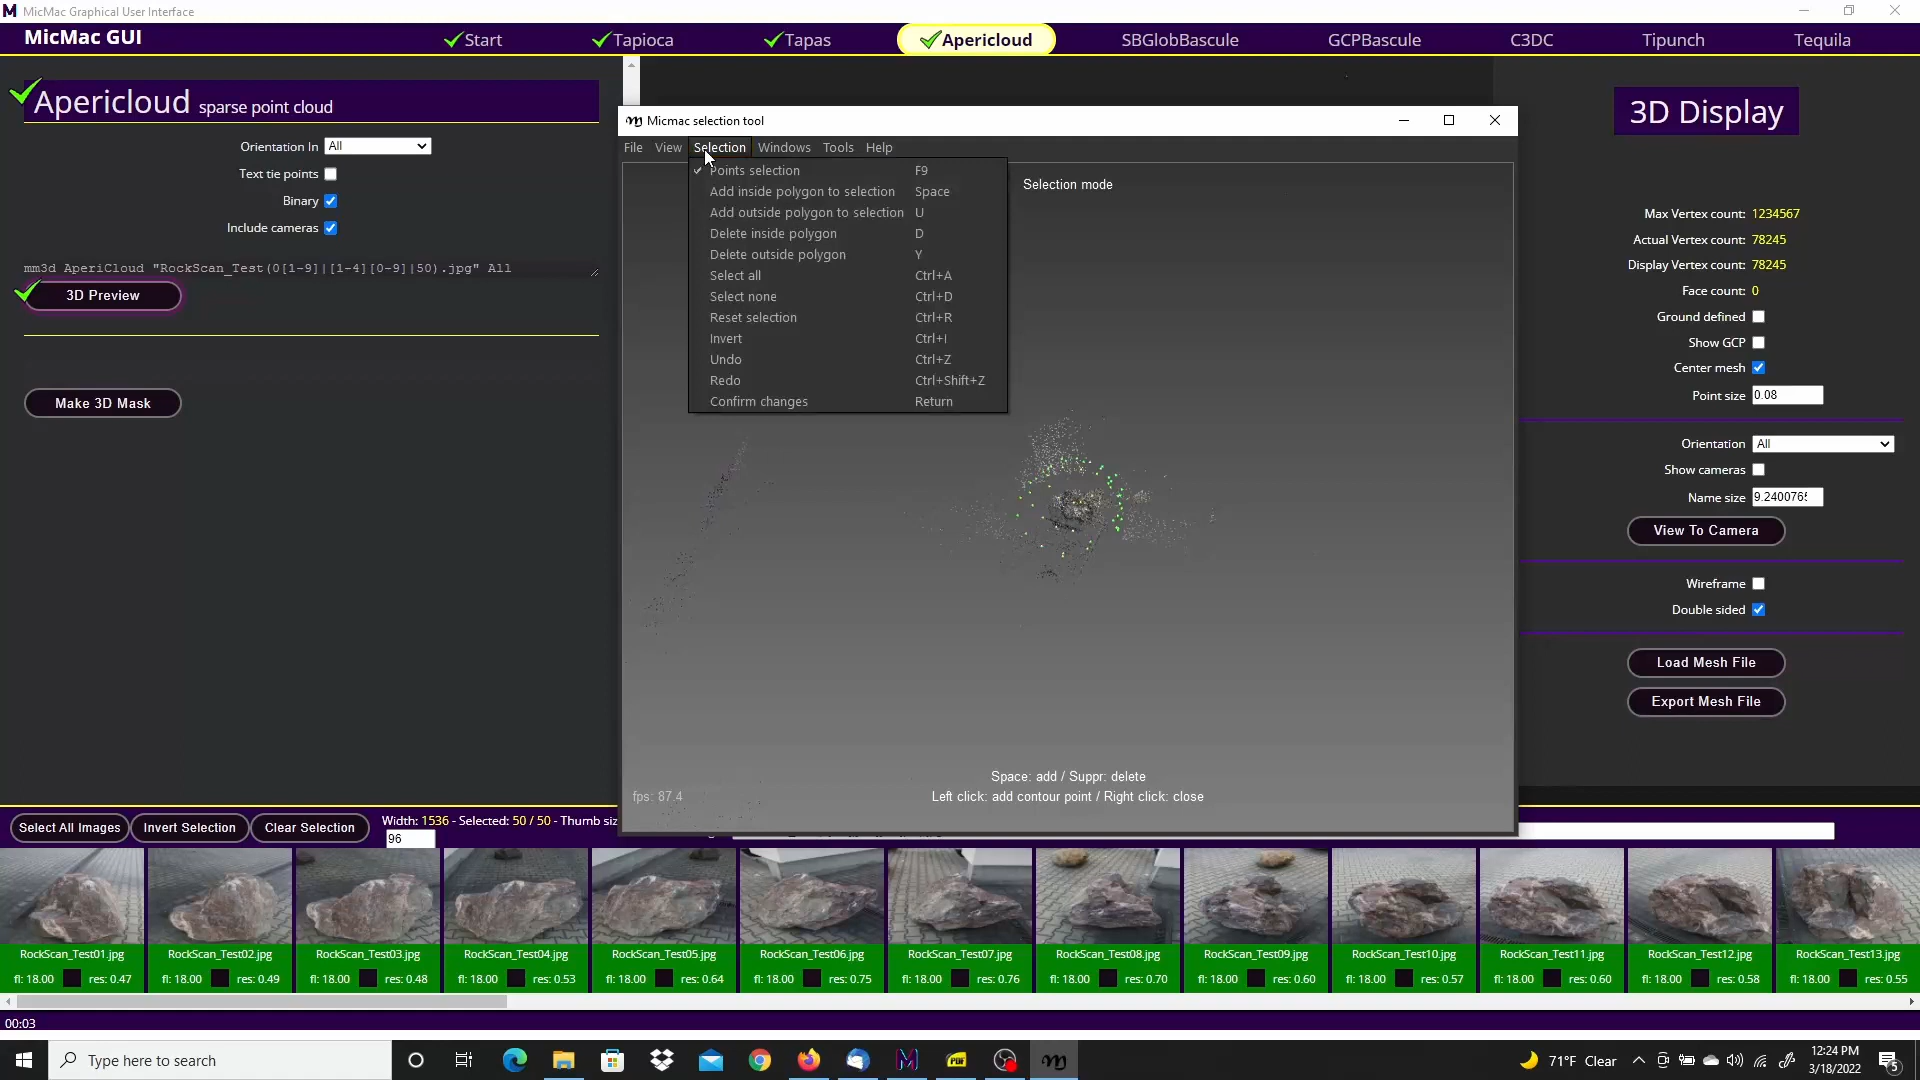 MicMac Graphical User Interface
MicMac GUI
Start
Tapioca
Tapas
Apericloud
SBGlobBascule
GCPBascule
C3DC
Tipunch
Tequila
Apericloud sparse point cloud
Orientation In All
Text tie points
Binary
Include cameras
mm3d AperiCloud "RockScan_Test(0[1-9]|[1-4][0-9]|50).jpg" All
3D Preview
Make 3D Mask
Micmac selection tool
File View Selection Windows Tools Help
Points selection F9
Add inside polygon to selection Space
Add outside polygon to selection U
Delete inside polygon D
Delete outside polygon Y
Select all Ctrl+A
Select none Ctrl+D
Reset selection Ctrl+R
Invert Ctrl+I
Undo Ctrl+Z
Redo Ctrl+Shift+Z
Confirm changes Return
Selection mode
Space: add / Suppr: delete
fps: 87.4
Left click: add contour point / Right click: close
3D Display
Max Vertex count: 1234567
Actual Vertex count: 78245
Display Vertex count: 78245
Face count: 0
Ground defined
Show GCP
Center mesh
Point size 0.08
Orientation All
Show cameras
Name size 9.2400765
View To Camera
Wireframe
Double sided
Load Mesh File
Export Mesh File
Select All Images
Invert Selection
Clear Selection
Width: 1536 - Selected: 50 / 50 - Thumb siz
96
RockScan_Test01.jpg
fl: 18.00 res: 0.47
RockScan_Test02.jpg
fl: 18.00 res: 0.49
RockScan_Test03.jpg
fl: 18.00 res: 0.48
RockScan_Test04.jpg
fl: 18.00 res: 0.53
RockScan_Test05.jpg
fl: 18.00 res: 0.64
RockScan_Test06.jpg
fl: 18.00 res: 0.75
RockScan_Test07.jpg
fl: 18.00 res: 0.76
RockScan_Test08.jpg
fl: 18.00 res: 0.70
RockScan_Test09.jpg
fl: 18.00 res: 0.60
RockScan_Test10.jpg
fl: 18.00 res: 0.57
RockScan_Test11.jpg
fl: 18.00 res: 0.60
RockScan_Test12.jpg
fl: 18.00 res: 0.58
RockScan_Test13.jpg
fl: 18.00 res: 0.55
00:03
Type here to search
71°F Clear
12:24 PM
3/18/2022
5